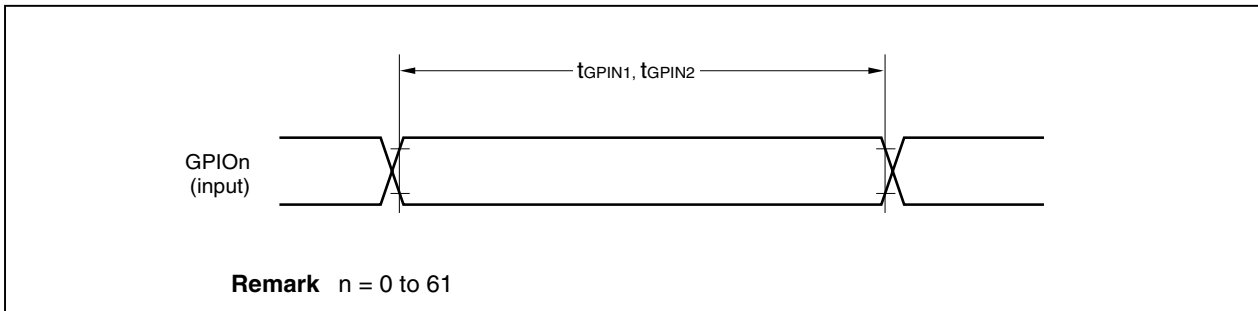 tGPIN1, tGPIN2
GPIOn
(input)
Remark n = 0 to 61